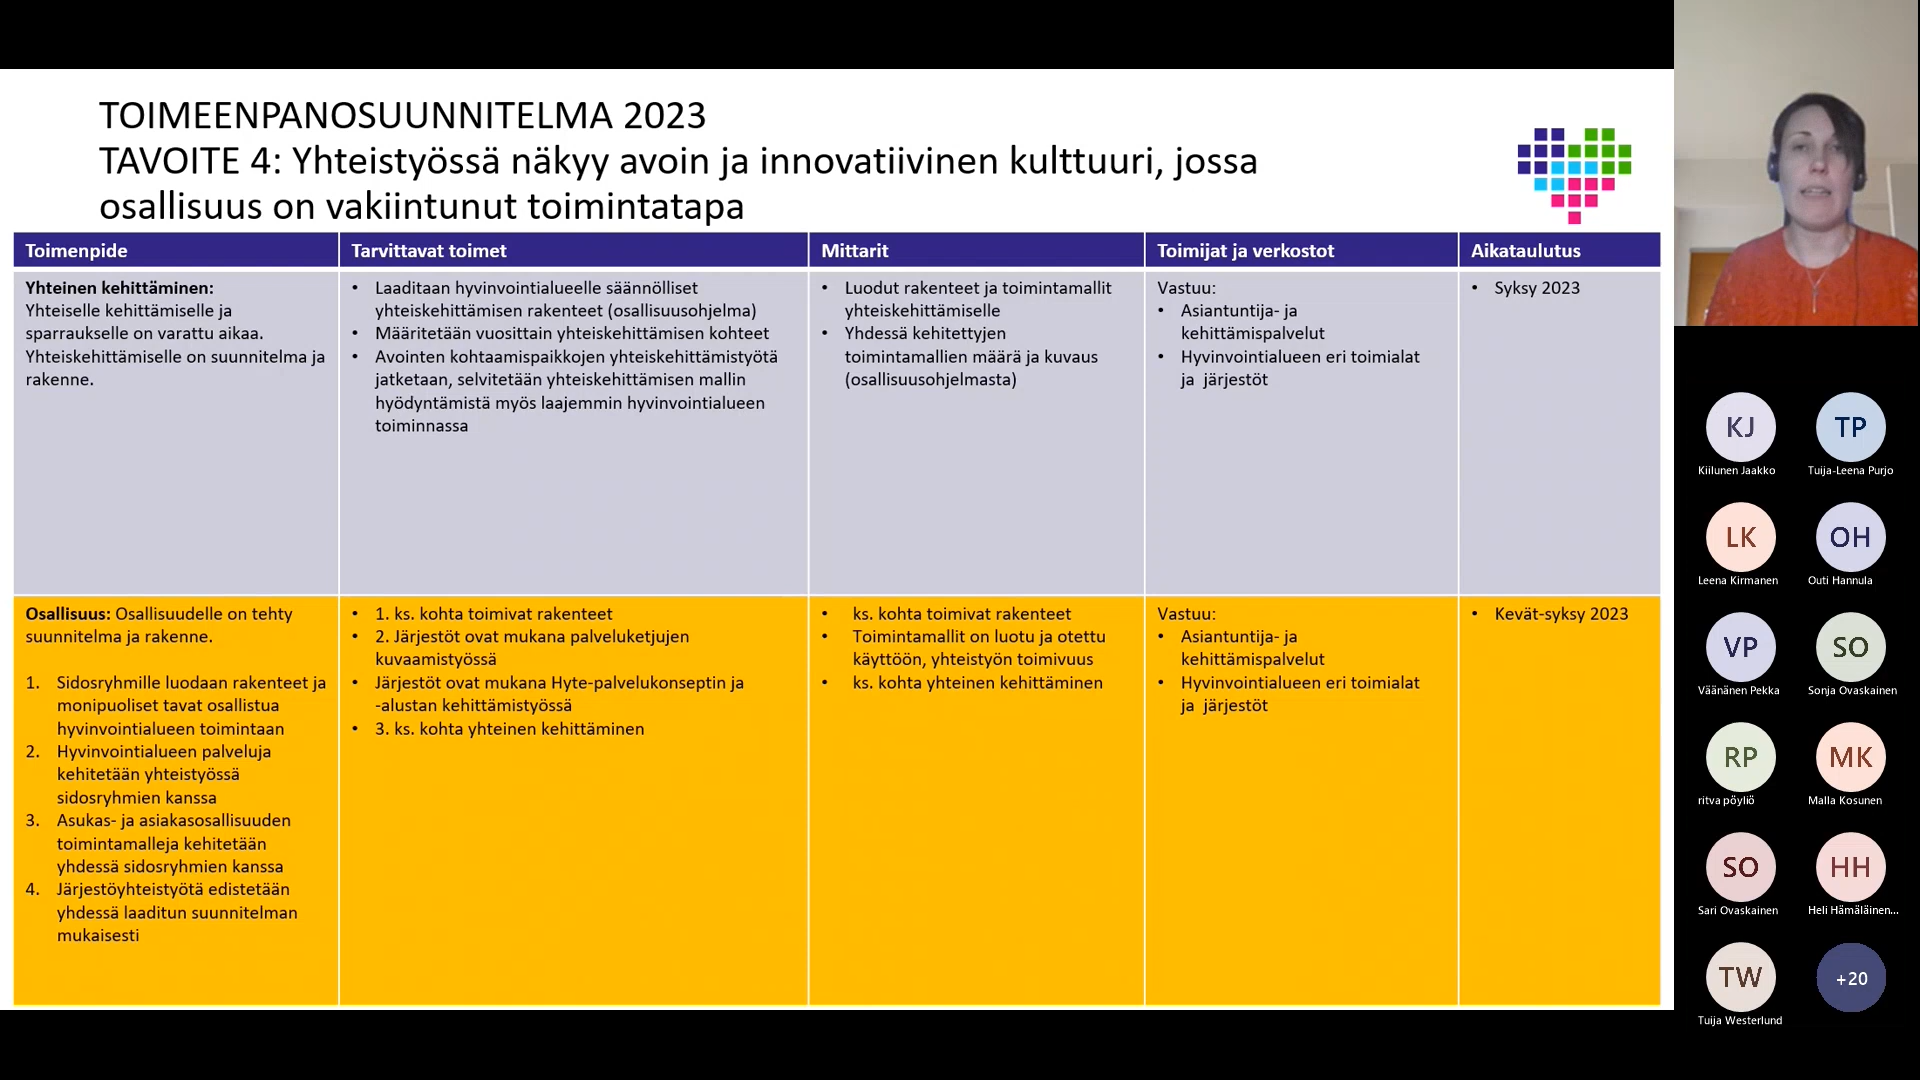 TOIMEENPANOSUUNNITELMA 2023
TAVOITE 4: Yhteistyössä näkyy avoin ja innovatiivinen kulttuuri, jossa
osallisuus on vakiintunut toimintatapa
Toimenpide
Tarvittavat toimet
Mittarit
Toimijat ja verkostot
Aikataulutus
Yhteinen kehittäminen:
Yhteiselle kehittämiselle ja
sparraukselle on varattu aikaa.
Yhteiskehittämiselle on suunnitelma ja
rakenne.
• Laaditaan hyvinvointialueelle säännölliset
yhteiskehittämisen rakenteet (osallisuusohjelma)
• Määritetään vuosittain yhteiskehittämisen kohteet
• Avointen kohtaamispaikkojen yhteiskehittämistyötä
jatketaan, selvitetään yhteiskehittämisen mallin
hyödyntämistä myös laajemmin hyvinvointialueen
toiminnassa
• Luodut rakenteet ja toimintamallit
yhteiskehittämiselle
• Yhdessä kehitettyjen
toimintamallien määrä ja kuvaus
(osallisuusohjelmasta)
Vastuu:
• Asiantuntija- ja
kehittämispalvelut
• Hyvinvointialueen eri toimialat
ja järjestöt
• Syksy 2023
Osallisuus: Osallisuudelle on tehty
suunnitelma ja rakenne.
1. Sidosryhmille luodaan rakenteet ja
monipuoliset tavat osallistua
hyvinvointialueen toimintaan
2. Hyvinvointialueen palveluja
kehitetään yhteistyössä
sidosryhmien kanssa
3. Asukas- ja asiakasosallisuuden
toimintamalleja kehitetään
yhdessä sidosryhmien kanssa
4. Järjestöyhteistyötä edistetään
yhdessä laaditun suunnitelman
mukaisesti
• 1. ks. kohta toimivat rakenteet
• 2. Järjestöt ovat mukana palveluketjujen
kuvaamistyössä
• Järjestöt ovat mukana Hyte-palvelukonseptin ja
-alustan kehittämistyössä
• 3. ks. kohta yhteinen kehittäminen
• ks. kohta toimivat rakenteet
• Toimintamallit on luotu ja otettu
käyttöön, yhteistyön toimivuus
• ks. kohta yhteinen kehittäminen
Vastuu:
• Asiantuntija- ja
kehittämispalvelut
• Hyvinvointialueen eri toimialat
ja järjestöt
• Kevät-syksy 2023
KJ
Kiilunen Jaakko
TP
Tuija-Leena Purjo
LK
Leena Kirmanen
OH
Outi Hannula
VP
Väänänen Pekka
SO
Sonja Ovaskainen
RP
ritva pöyliö
MK
Malla Kosunen
SO
Sari Ovaskainen
HH
Heli Hämäläinen...
TW
Tuija Westerlund
+20